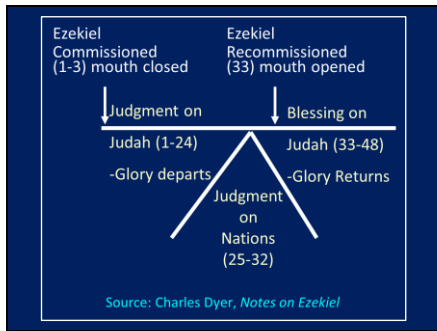 Ezekiel
Commissioned
(1-3) mouth closed
Ezekiel
Recommissioned
(33) mouth opened
Judgment on
Judah (1-24)
-Glory departs
Blessing on
Judah (33-48)
-Glory Returns
Judgment
on
Nations
(25-32)
Source: Charles Dyer, Notes on Ezekiel